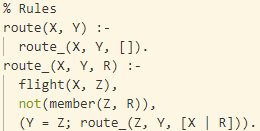 % Rules
route(X, Y) :-
route_(X, Y, []).
route_(X, Y, R) :-
flight(X, Z),
not(member(Z, R)),
(Y = Z; route_(Z, Y, [X | R])).